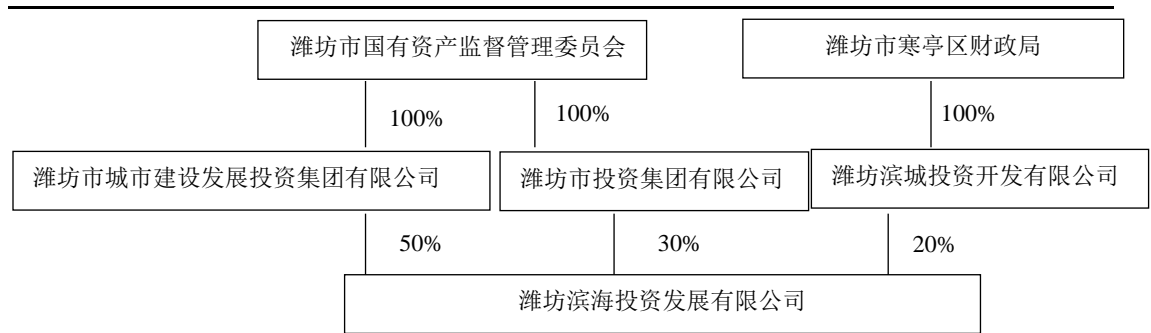 潍坊市国有资产监督管理委员会
潍坊市寒亭区财政局
100%
100%
100%
潍坊市城市建设发展投资集团有限公司
潍坊市投资集团有限公司
潍坊滨城投资开发有限公司
50%
30%
20%
潍坊滨海投资发展有限公司